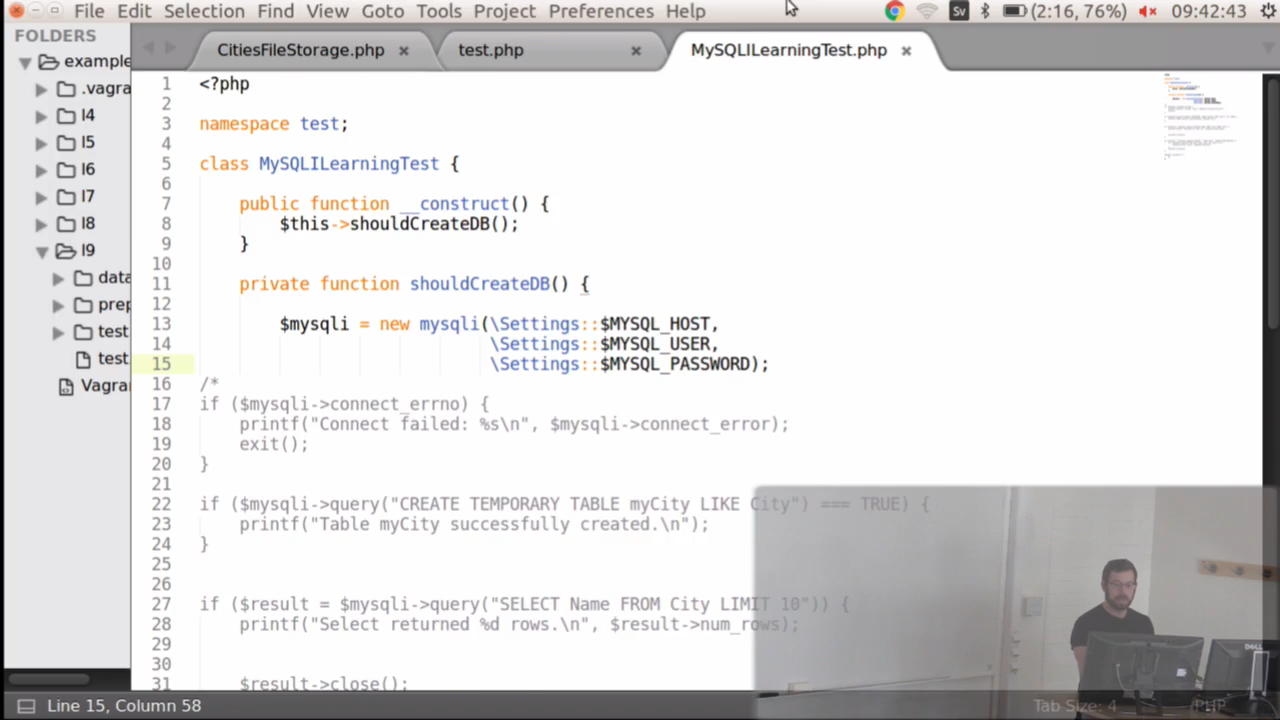 File Edit Selection Find View Goto Tools Project Preferences Help
Sv (2:16, 76%) 09:42:43
FOLDERS
example
.vagra
l4
l5
l6
l7
l8
l9
data
prep
test
test
Vagra
CitiesFileStorage.php ×
test.php ×
MySQLILearningTest.php ×
1 <?php
2
3 namespace test;
4
5 class MySQLILearningTest {
6
7     public function __construct() {
8         $this->shouldCreateDB();
9     }
10
11     private function shouldCreateDB() {
12
13         $mysqli = new mysqli(\Settings::$MYSQL_HOST,
14                              \Settings::$MYSQL_USER,
15                              \Settings::$MYSQL_PASSWORD);
16 /*
17 if ($mysqli->connect_errno) {
18     printf("Connect failed: %s\n", $mysqli->connect_error);
19     exit();
20 }
21
22 if ($mysqli->query("CREATE TEMPORARY TABLE myCity LIKE City") === TRUE) {
23     printf("Table myCity successfully created.\n");
24 }
25
26
27 if ($result = $mysqli->query("SELECT Name FROM City LIMIT 10")) {
28     printf("Select returned %d rows.\n", $result->num_rows);
29
30
31     $result->close();
DELL
Line 15, Column 58
Tab Size: 4
PHP